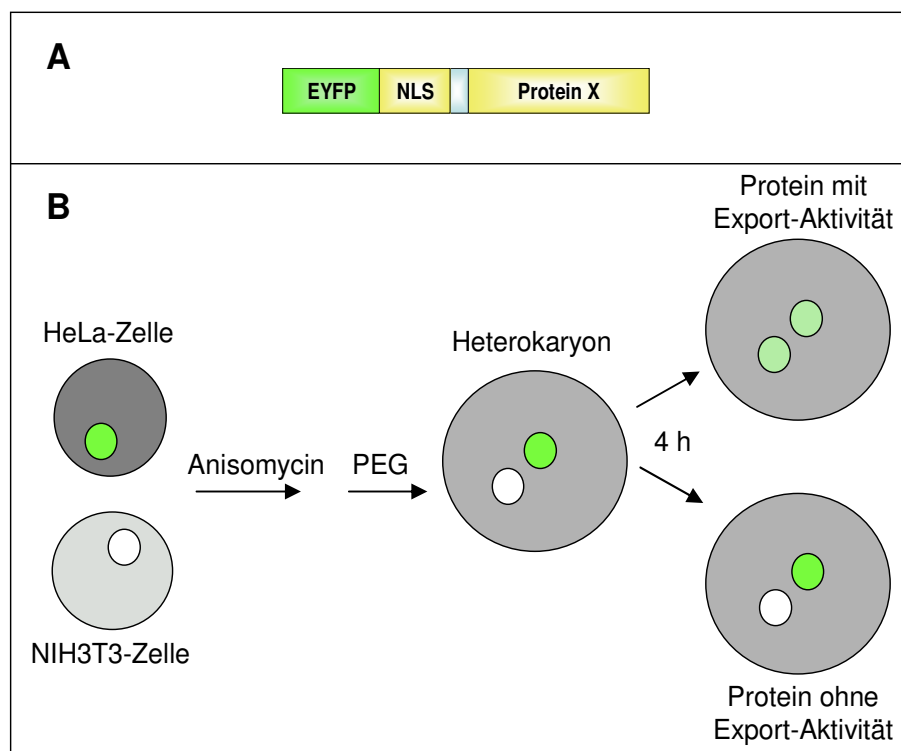 A
EYFP NLS Protein X
B
HeLa-Zelle
NIH3T3-Zelle
Anisomycin
PEG
Heterokaryon
4 h
Protein mit
Export-Aktivität
Protein ohne
Export-Aktivität